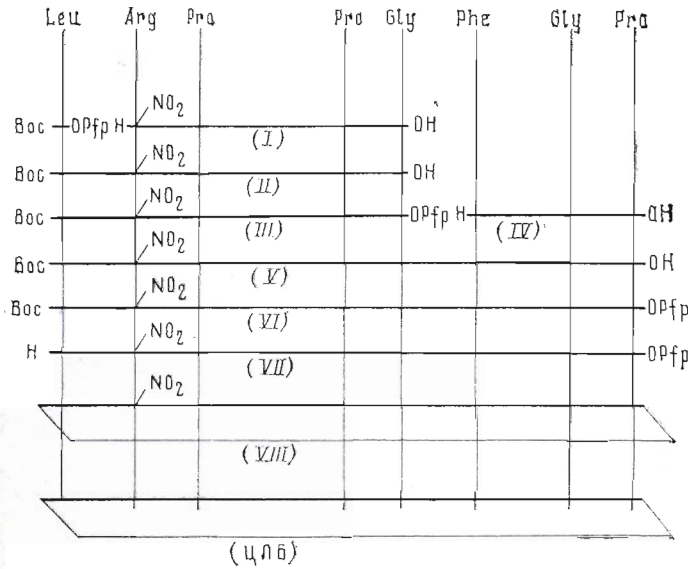 Leu Arg Pro Pro Gly Phe Gly Pro
NO₂
Boc OPfp H (I) OH
NO₂
Boc (II) OH
NO₂
Boc (III) OPfp H (IV) OH
NO₂
Boc (V) OH
NO₂
Boc (VI) OPfp
NO₂
H (VII) OPfp
NO₂
(VIII)
(ЦЛБ)